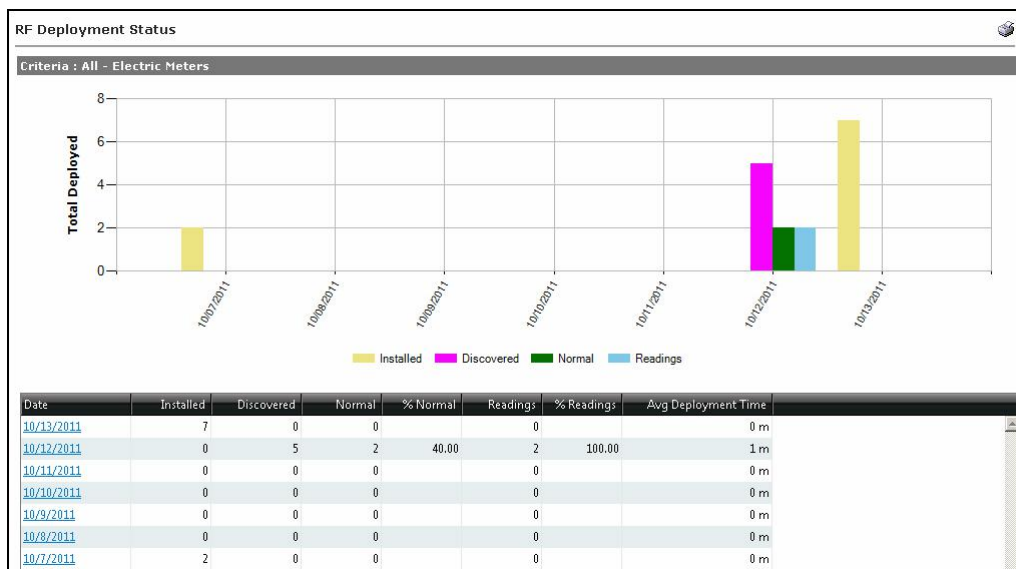 RF Deployment Status
Criteria : All - Electric Meters
8
6
4
2
0
Total Deployed
10/07/2011
10/08/2011
10/09/2011
10/10/2011
10/11/2011
10/12/2011
10/13/2011
Installed Discovered Normal Readings
Date Installed Discovered Normal % Normal Readings % Readings Avg Deployment Time
10/13/2011 7 0 0 0 0 m
10/12/2011 0 5 2 40.00 2 100.00 1 m
10/11/2011 0 0 0 0 0 m
10/10/2011 0 0 0 0 0 m
10/9/2011 0 0 0 0 0 m
10/8/2011 0 0 0 0 0 m
10/7/2011 2 0 0 0 0 m